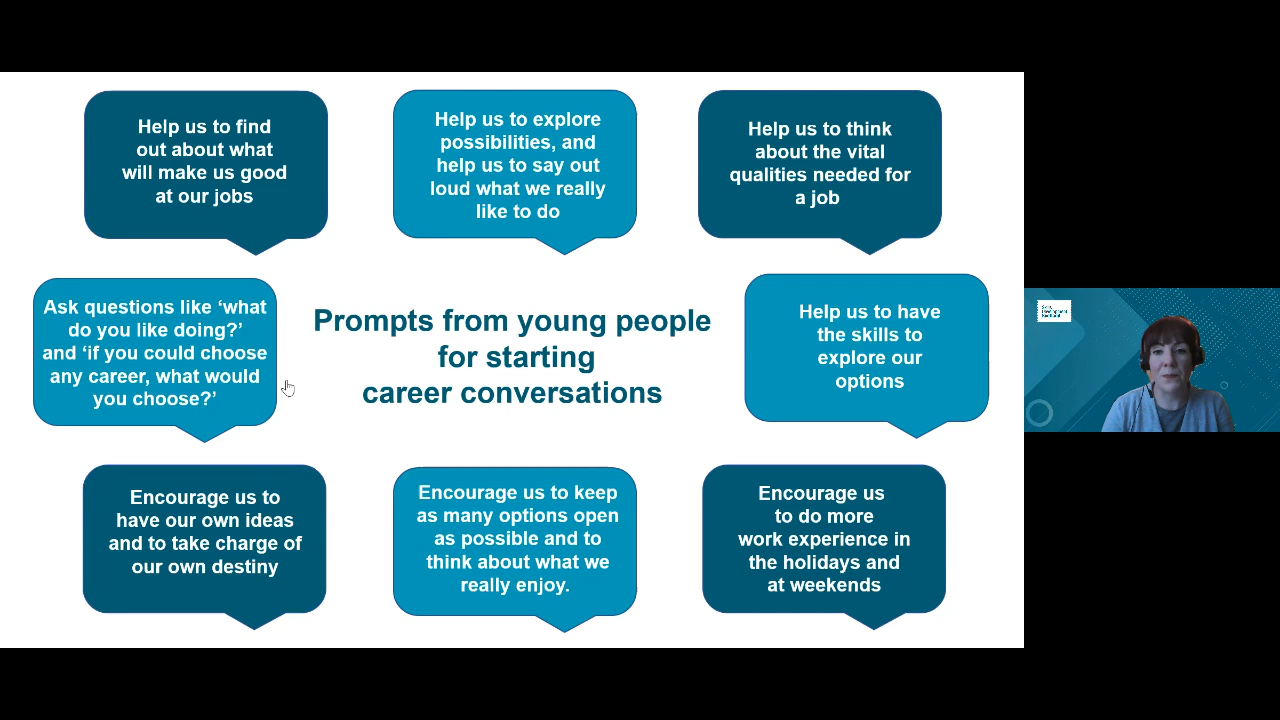 Help us to find
out about what
will make us good
at our jobs
Help us to explore
possibilities, and
help us to say out
loud what we really
like to do
Help us to think
about the vital
qualities needed for
a job
Ask questions like ‘what
do you like doing?’
and ‘if you could choose
any career, what would
you choose?’
Prompts from young people
for starting
career conversations
Help us to have
the skills to
explore our
options
Encourage us to
have our own ideas
and to take charge of
our own destiny
Encourage us to keep
as many options open
as possible and to
think about what we
really enjoy.
Encourage us
to do more
work experience in
the holidays and
at weekends